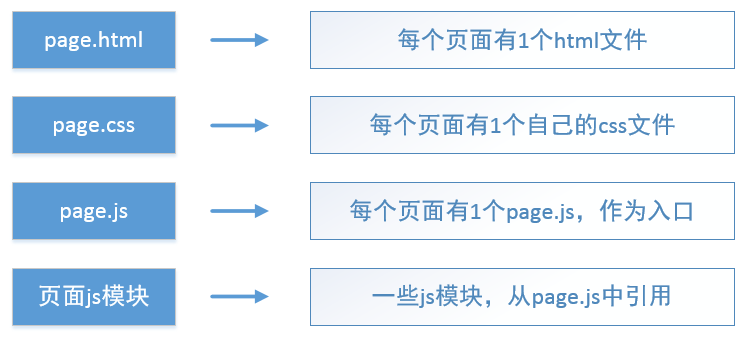 page.html
每个页面有1个html文件
page.css
每个页面有1个自己的css文件
page.js
每个页面有1个page.js，作为入口
页面js模块
一些js模块，从page.js中引用